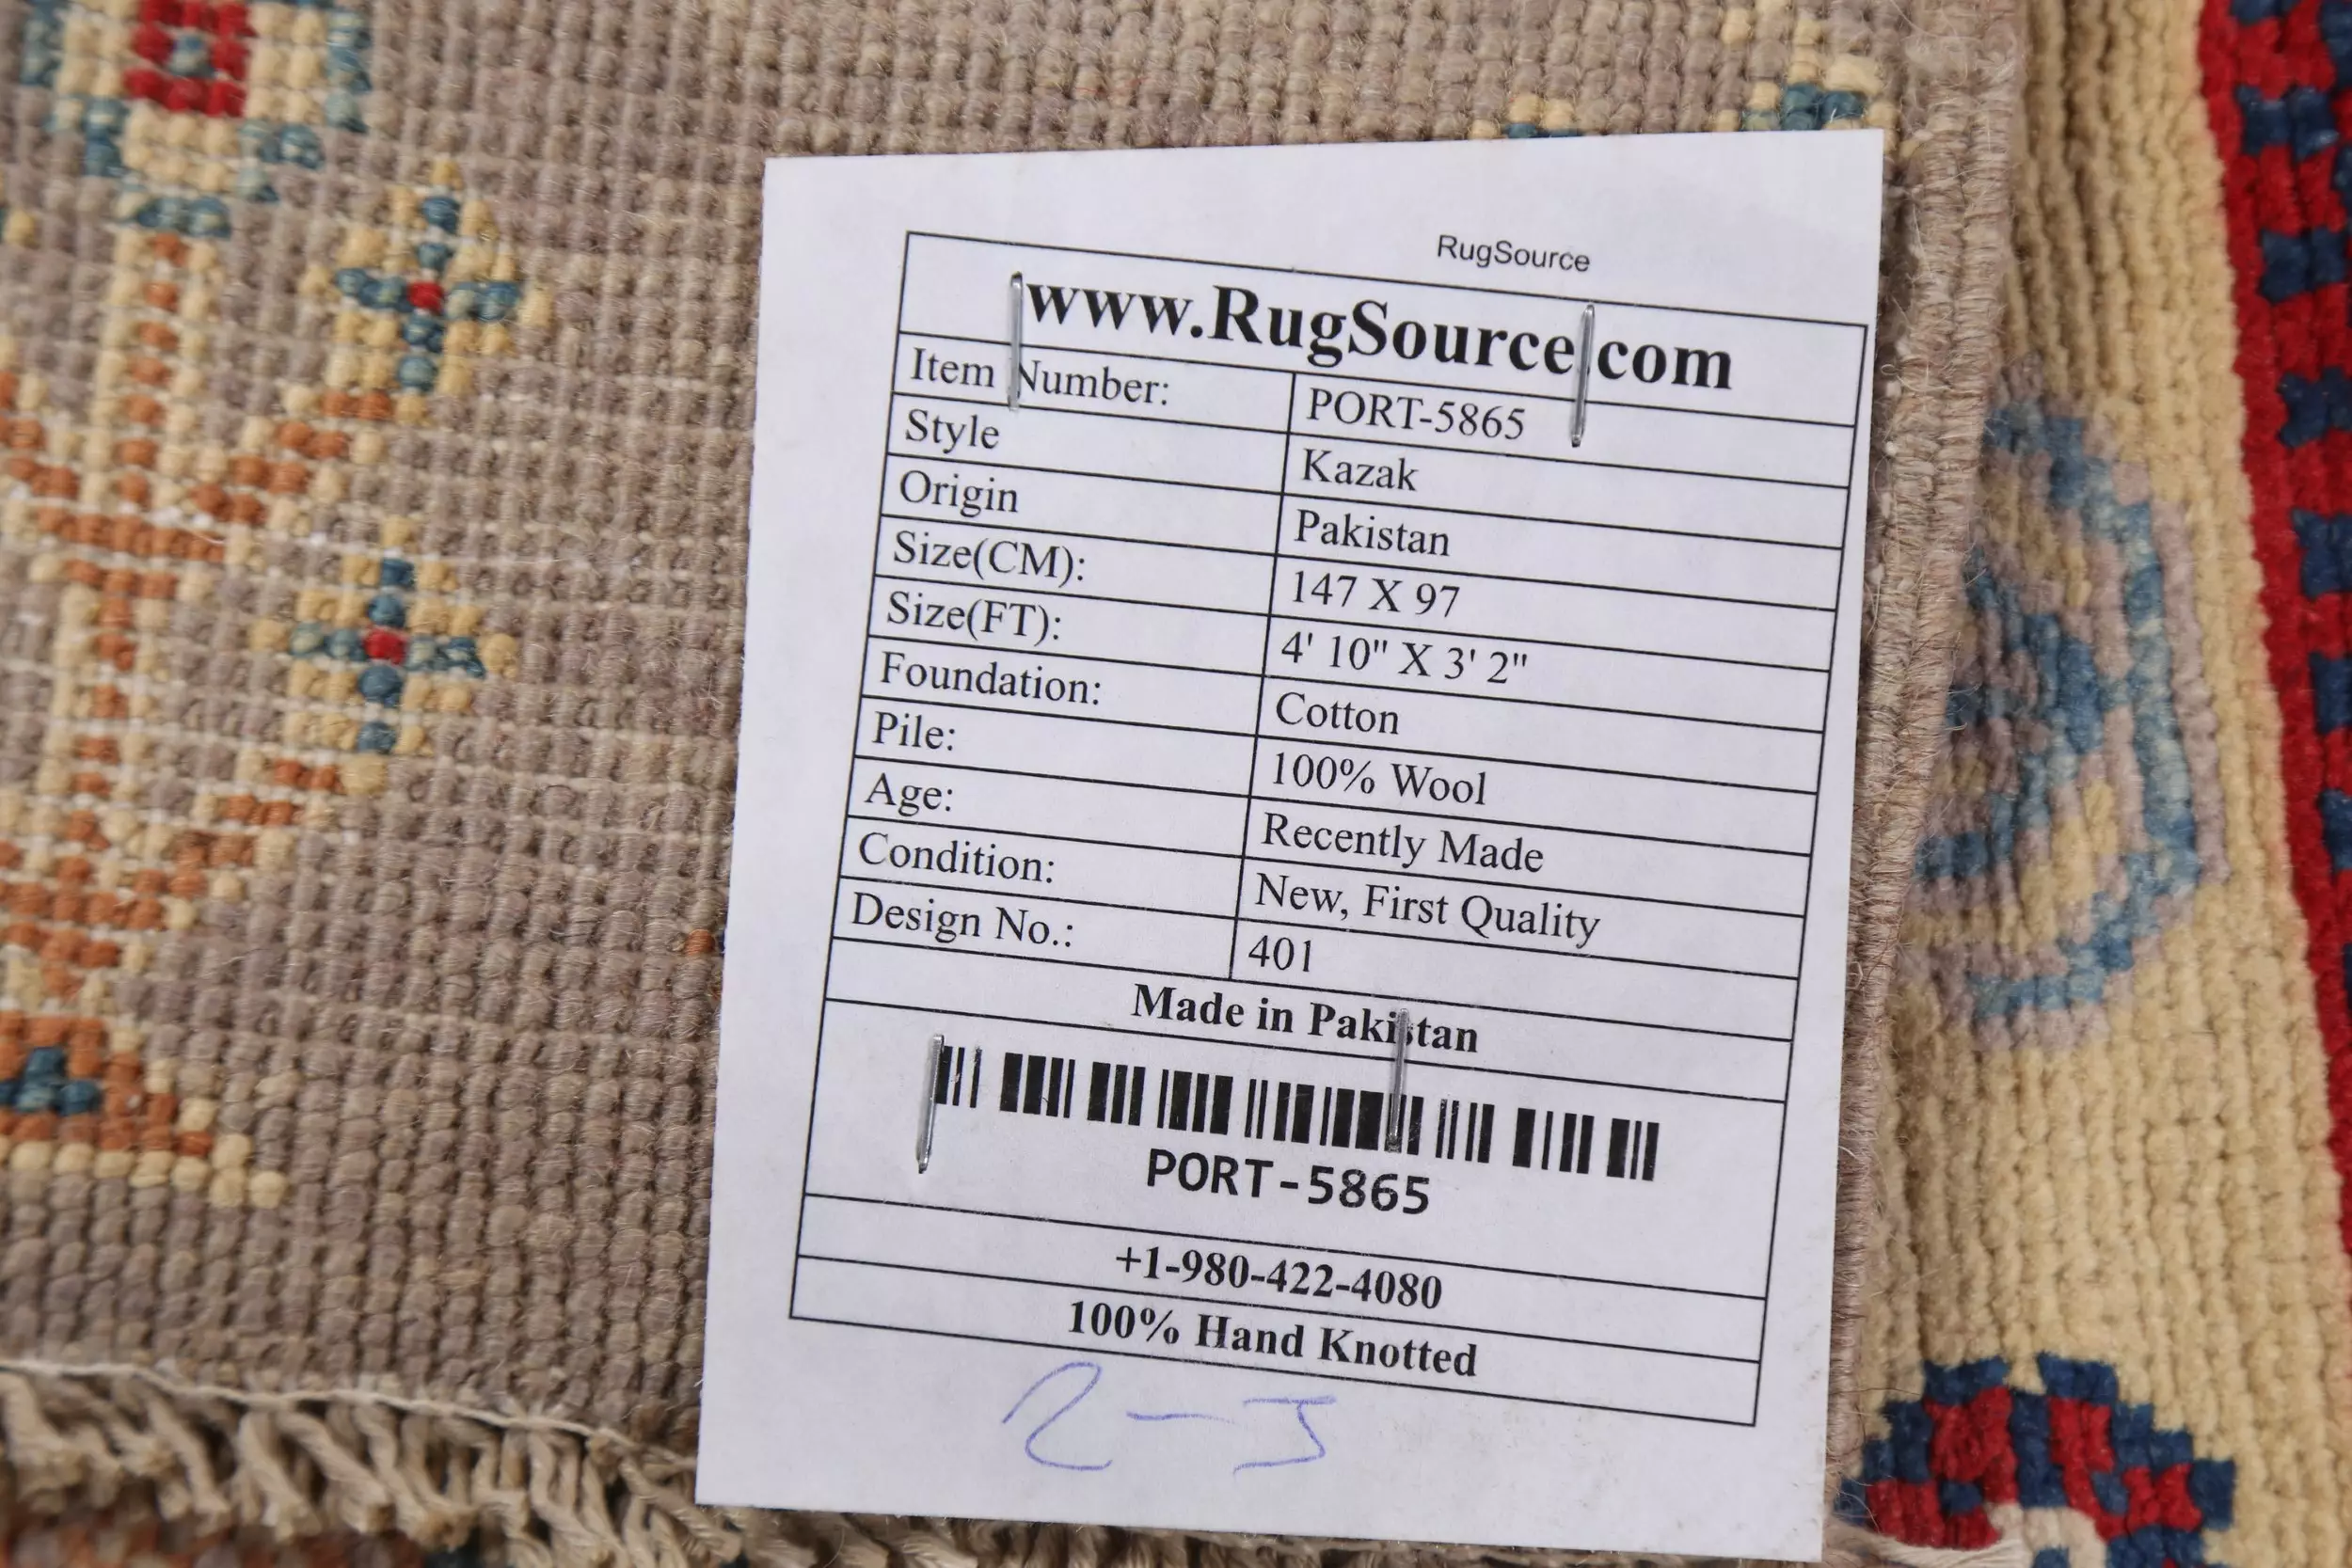 RugSource
www.RugSource.com
Item Number: PORT-5865
Style Kazak
Origin Pakistan
Size(CM): 147 X 97
Size(FT): 4' 10" X 3' 2"
Foundation: Cotton
Pile: 100% Wool
Age: Recently Made
Condition: New, First Quality
Design No.: 401
Made in Pakistan
PORT-5865
+1-980-422-4080
100% Hand Knotted